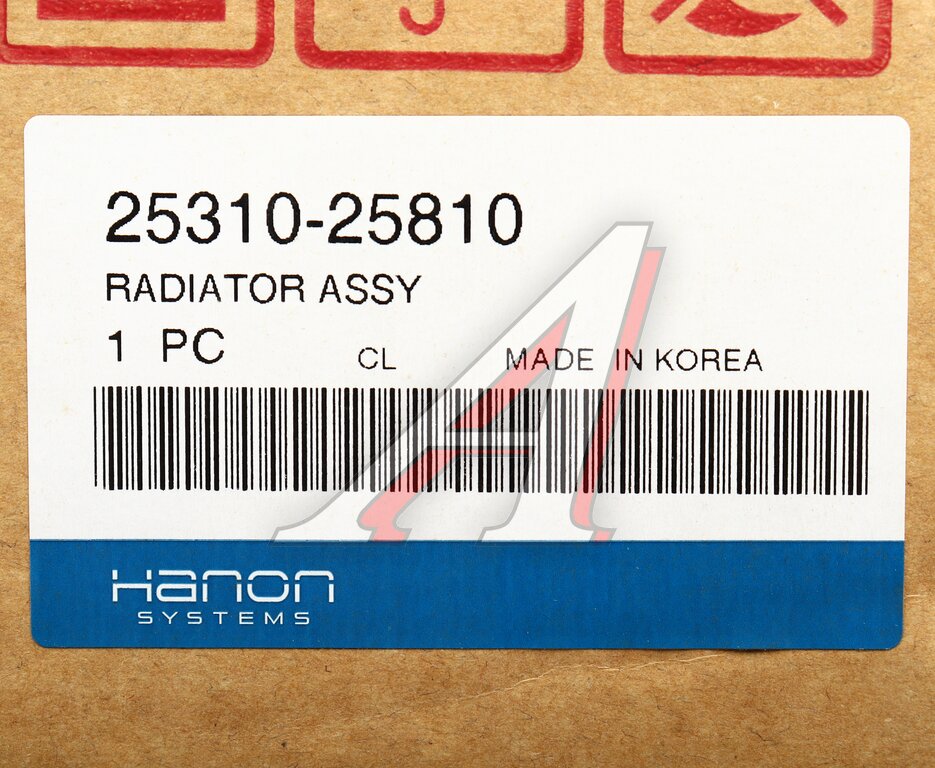 25310-25810
RADIATOR ASSY
1 PC CL MADE IN KOREA
Hanon
SYSTEMS